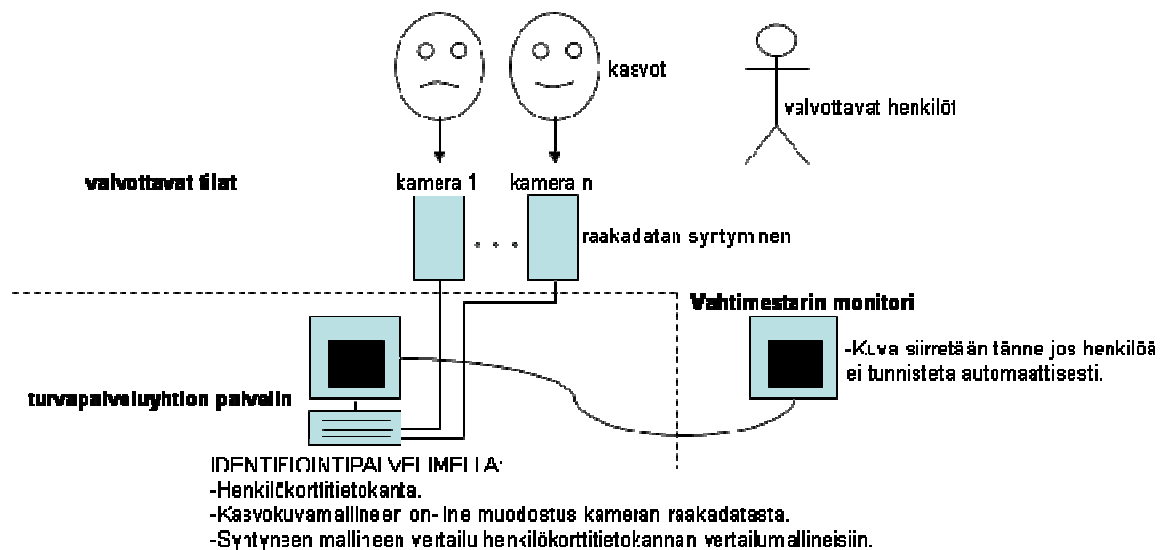 kasvot
valvottavat henkilöt
valvottavat tilat
kamera 1
kamera n
raakadatan syntyminen
Vahtimestarin monitori
-Kuva siirretään tänne jos henkilöä
ei tunnisteta automaattisesti.
turvapalveluyhtiön palvelin
IDENTIFIOINTIPALVELIMELLA:
-Henkilökorttitietokanta.
-Kasvokuvamallineen on-line muodostus kameran raakadatasta.
-Syntyneen mallineen vertailu henkilökorttitietokannan vertailumallineisiin.